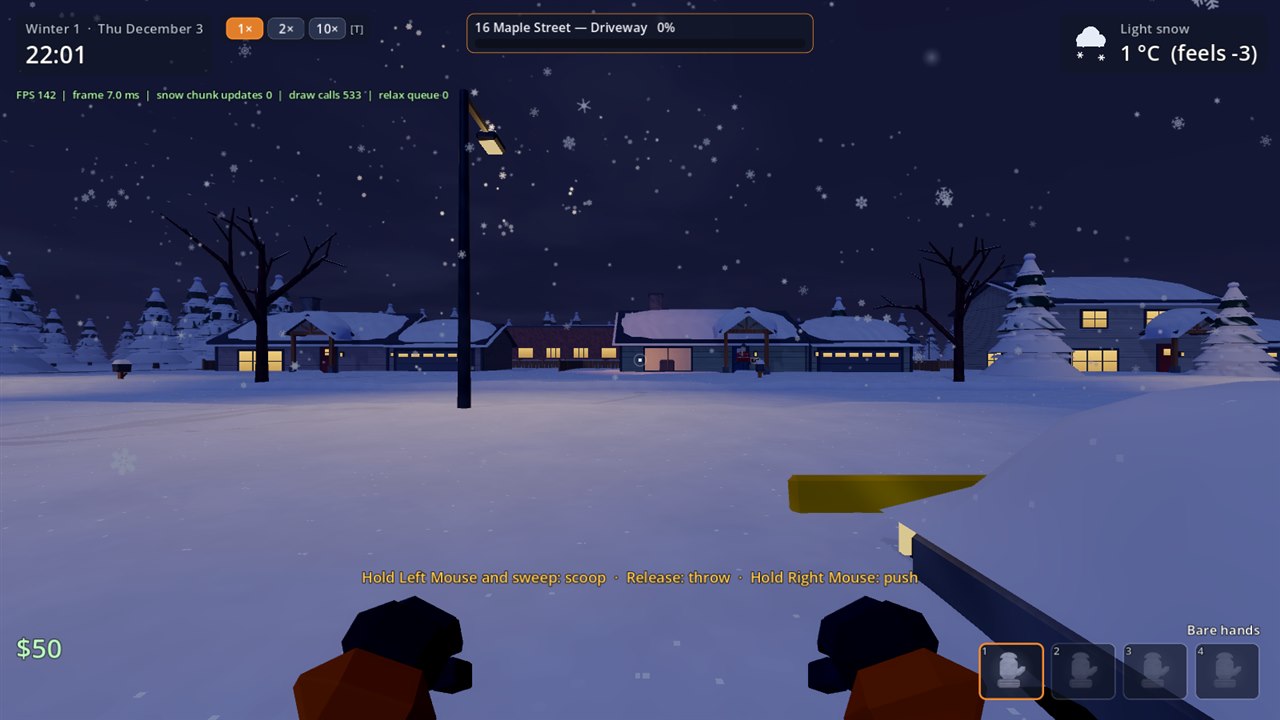 Winter 1 · Thu December 3
22:01
1×
2×
10×
[T]
16 Maple Street — Driveway 0%
Light snow
1 °C (feels -3)
FPS 142 | frame 7.0 ms | snow chunk updates 0 | draw calls 533 | relax queue 0
Hold Left Mouse and sweep: scoop · Release: throw · Hold Right Mouse: push
$50
Bare hands
1
2
3
4